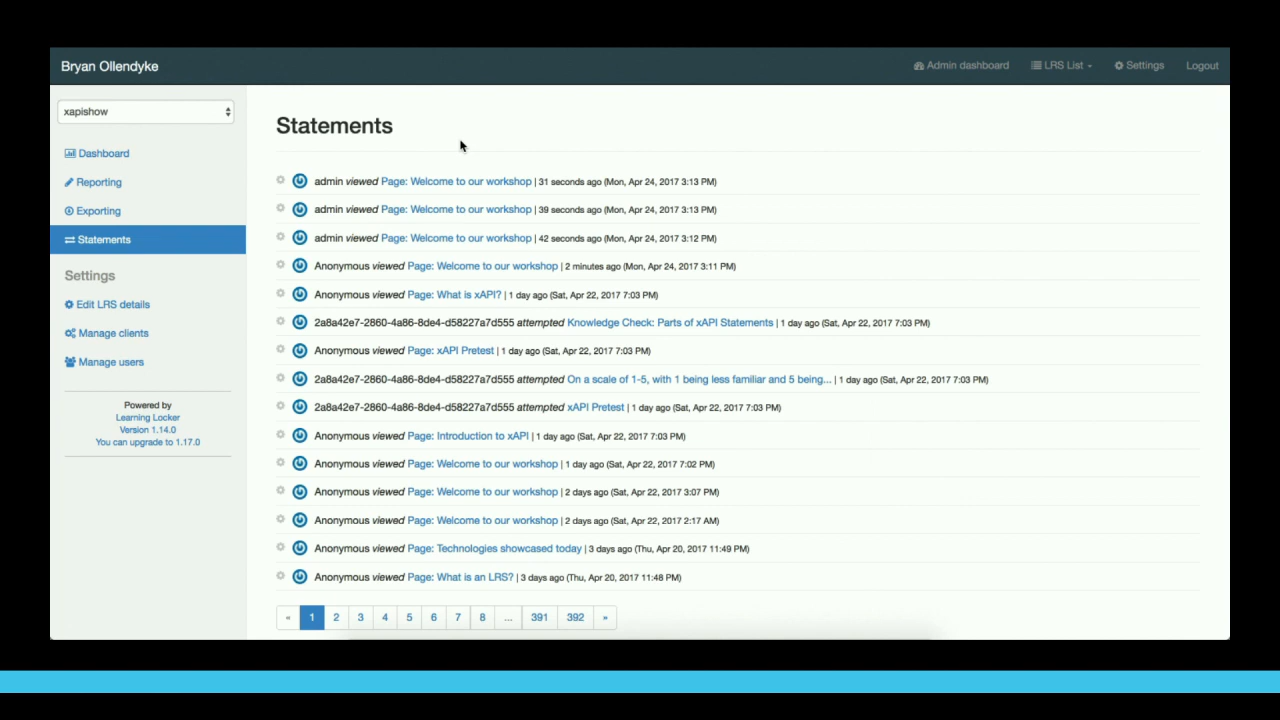 Bryan Ollendyke
Admin dashboard
LRS List
Settings
Logout
xapishow
Dashboard
Reporting
Exporting
Statements
Settings
Edit LRS details
Manage clients
Manage users
Powered by
Learning Locker
Version 1.14.0
You can upgrade to 1.17.0
Statements
admin viewed Page: Welcome to our workshop | 31 seconds ago (Mon, Apr 24, 2017 3:13 PM)
admin viewed Page: Welcome to our workshop | 39 seconds ago (Mon, Apr 24, 2017 3:13 PM)
admin viewed Page: Welcome to our workshop | 42 seconds ago (Mon, Apr 24, 2017 3:12 PM)
Anonymous viewed Page: Welcome to our workshop | 2 minutes ago (Mon, Apr 24, 2017 3:11 PM)
Anonymous viewed Page: What is xAPI? | 1 day ago (Sat, Apr 22, 2017 7:03 PM)
2a8a42e7-2860-4a86-8de4-d58227a7d555 attempted Knowledge Check: Parts of xAPI Statements | 1 day ago (Sat, Apr 22, 2017 7:03 PM)
Anonymous viewed Page: xAPI Pretest | 1 day ago (Sat, Apr 22, 2017 7:03 PM)
2a8a42e7-2860-4a86-8de4-d58227a7d555 attempted On a scale of 1-5, with 1 being less familiar and 5 being... | 1 day ago (Sat, Apr 22, 2017 7:03 PM)
2a8a42e7-2860-4a86-8de4-d58227a7d555 attempted xAPI Pretest | 1 day ago (Sat, Apr 22, 2017 7:03 PM)
Anonymous viewed Page: Introduction to xAPI | 1 day ago (Sat, Apr 22, 2017 7:03 PM)
Anonymous viewed Page: Welcome to our workshop | 1 day ago (Sat, Apr 22, 2017 7:02 PM)
Anonymous viewed Page: Welcome to our workshop | 2 days ago (Sat, Apr 22, 2017 3:07 PM)
Anonymous viewed Page: Welcome to our workshop | 2 days ago (Sat, Apr 22, 2017 2:17 AM)
Anonymous viewed Page: Technologies showcased today | 3 days ago (Thu, Apr 20, 2017 11:49 PM)
Anonymous viewed Page: What is an LRS? | 3 days ago (Thu, Apr 20, 2017 11:48 PM)
« 1 2 3 4 5 6 7 8 ... 391 392 »